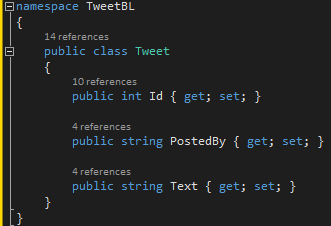 namespace TweetBL
{
14 references
public class Tweet
{
10 references
public int Id { get; set; }
4 references
public string PostedBy { get; set; }
4 references
public string Text { get; set; }
}
}